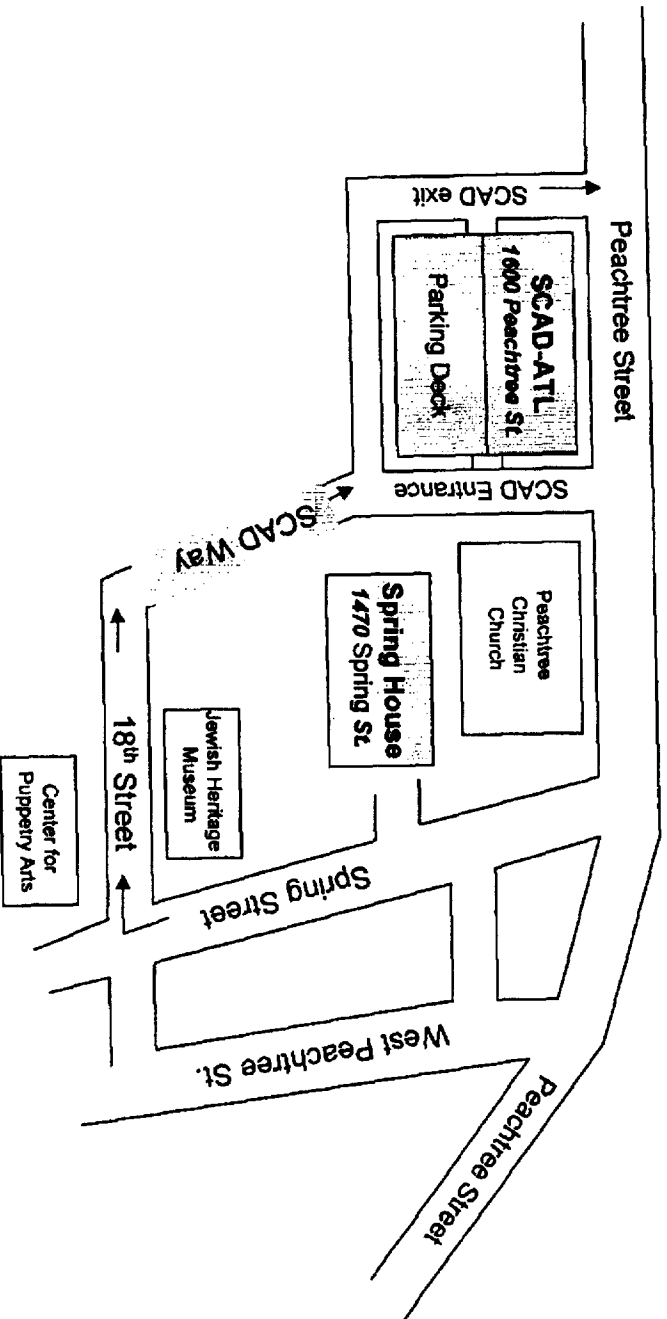 Peachtree Street
SCAD exit
SCAD-ATL
1600 Peachtree St.
Parking Deck
SCAD Entrance
SCAD Way
Peachtree
Christian
Church
Spring House
1470 Spring St.
Jewish Heritage
Museum
18th Street
Center for
Puppetry Arts
Spring Street
West Peachtree St.
Peachtree Street